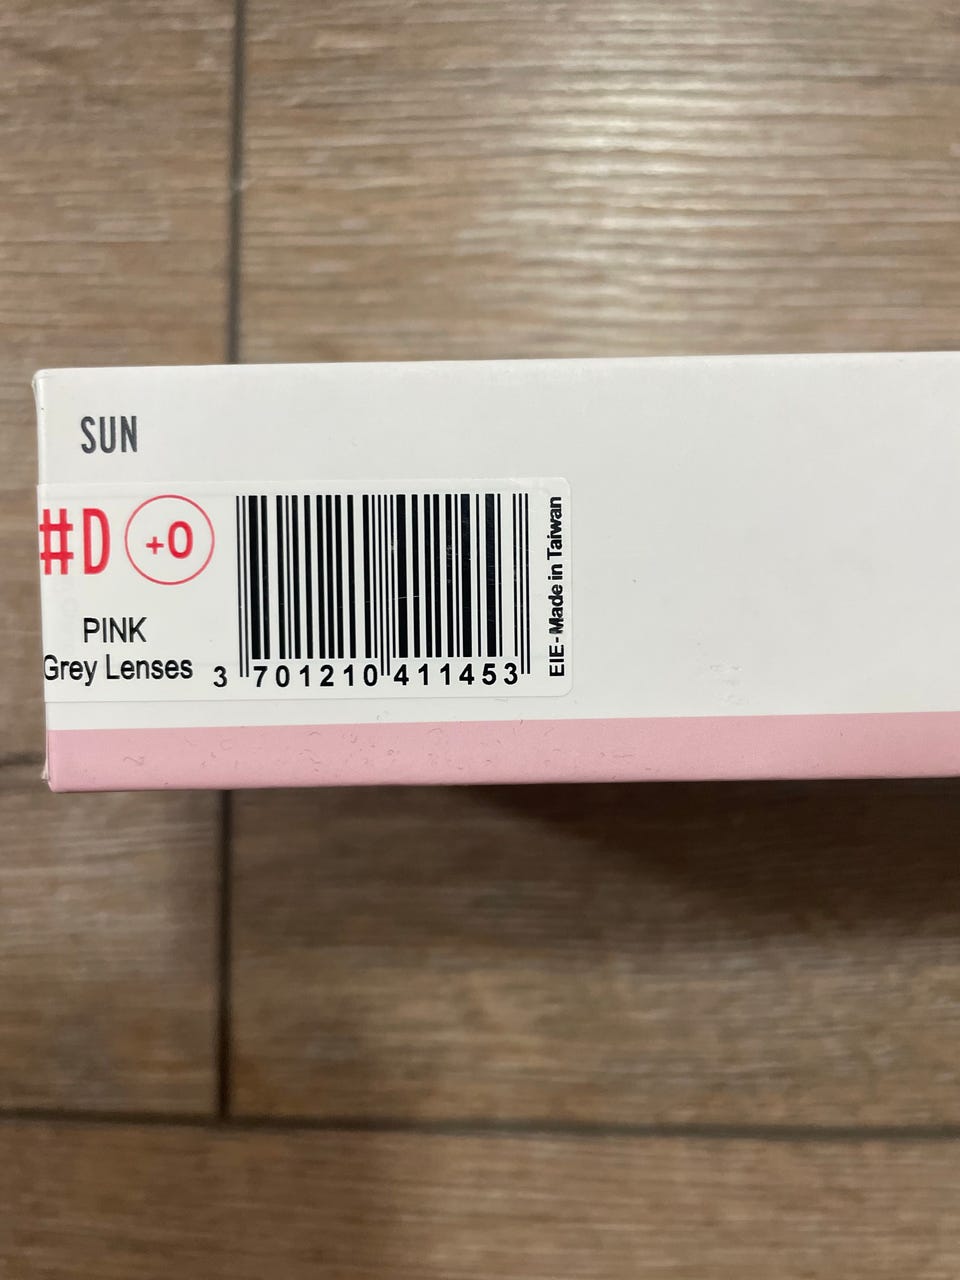 SUN
#D +0
PINK
Grey Lenses
3 701210 411453
EIE-Made in Taiwan